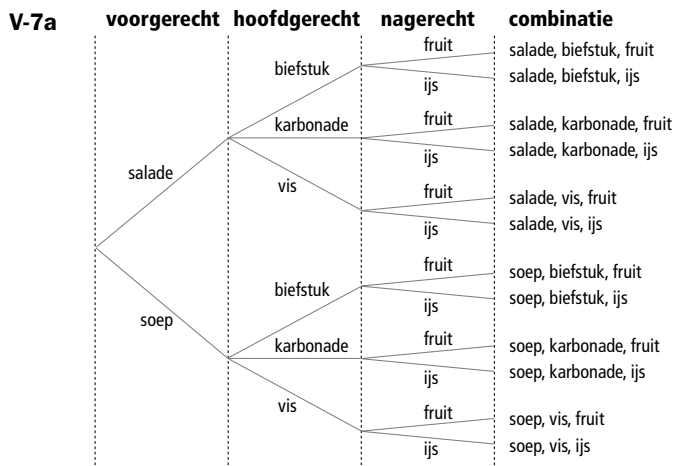 V-7a
voorgerecht hoofdgerecht nagerecht combinatie
fruit
salade, biefstuk, fruit
biefstuk
ijs
salade, biefstuk, ijs
fruit
karbonade
salade, karbonade, fruit
ijs
salade, karbonade, ijs
salade
vis
fruit
salade, vis, fruit
ijs
salade, vis, ijs
fruit
soep, biefstuk, fruit
biefstuk
ijs
soep, biefstuk, ijs
soep
fruit
karbonade
soep, karbonade, fruit
ijs
soep, karbonade, ijs
vis
fruit
soep, vis, fruit
ijs
soep, vis, ijs